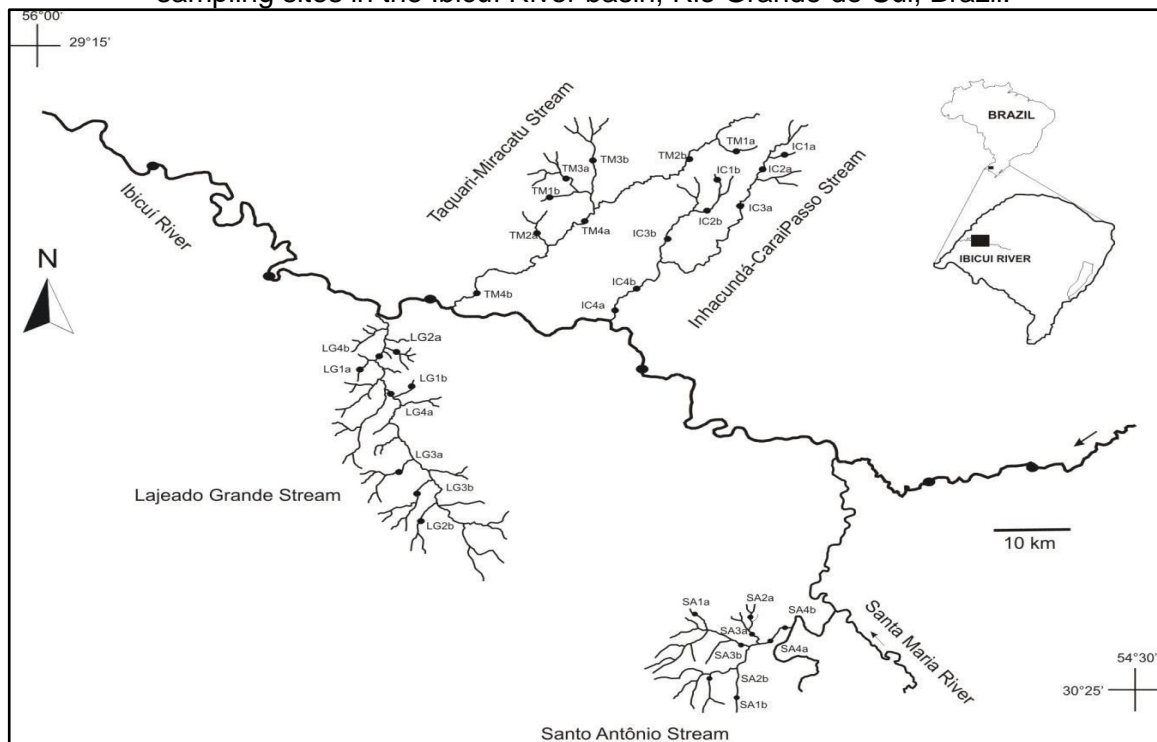 sampling sites in the Ibicuí River basin, Rio Grande do Sul, Brazil.
56°00'
29°15'
BRAZIL
IBICUI RIVER
Taquari-Miracatu Stream
Inhacundá-CaraiPasso Stream
Ibicuí River
N
TM1a
TM2b
TM3b
TM3a
TM1b
TM2a
TM4a
TM4b
IC1a
IC2a
IC1b
IC3a
IC2b
IC3b
IC4b
IC4a
LG2a
LG4b
LG1a
LG1b
LG4a
LG3a
LG3b
LG2b
Lajeado Grande Stream
10 km
SA1a
SA2a
SA4b
SA3a
SA3b
SA4a
SA2b
SA1b
Santa Maria River
54°30'
30°25'
Santo Antônio Stream